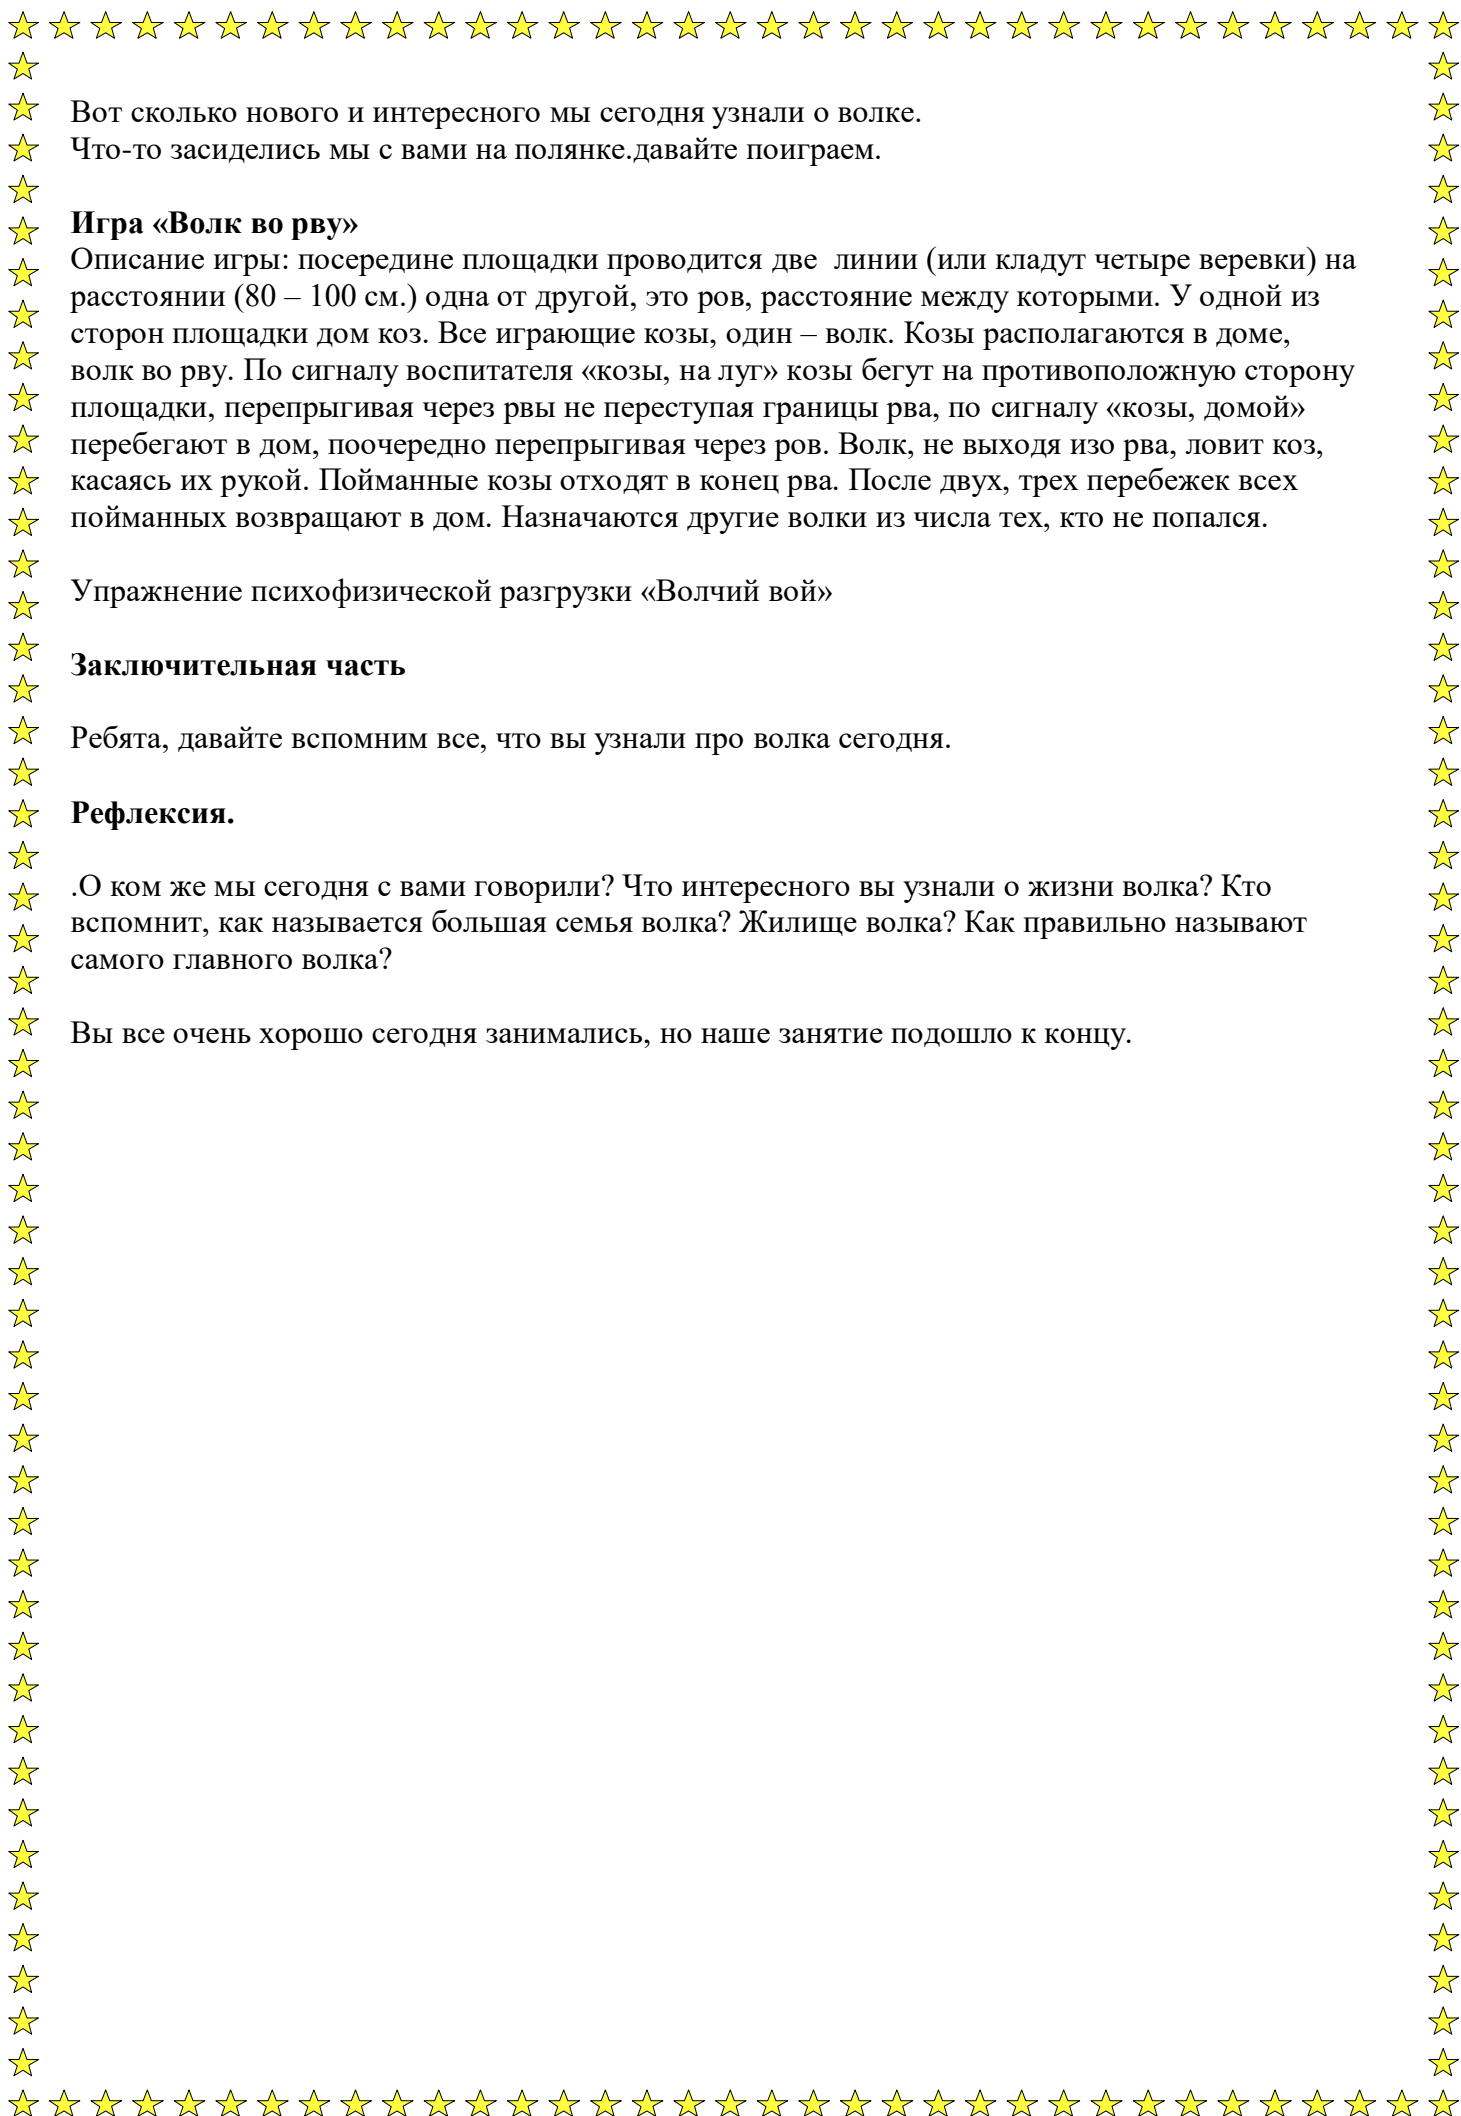 Вот сколько нового и интересного мы сегодня узнали о волке.
Что-то засиделись мы с вами на полянке.давайте поиграем.
Игра «Волк во рву»
Описание игры: посередине площадки проводится две  линии (или кладут четыре веревки) на
расстоянии (80 – 100 см.) одна от другой, это ров, расстояние между которыми. У одной из
сторон площадки дом коз. Все играющие козы, один – волк. Козы располагаются в доме,
волк во рву. По сигналу воспитателя «козы, на луг» козы бегут на противоположную сторону
площадки, перепрыгивая через рвы не переступая границы рва, по сигналу «козы, домой»
перебегают в дом, поочередно перепрыгивая через ров. Волк, не выходя изо рва, ловит коз,
касаясь их рукой. Пойманные козы отходят в конец рва. После двух, трех перебежек всех
пойманных возвращают в дом. Назначаются другие волки из числа тех, кто не попался.
Упражнение психофизической разгрузки «Волчий вой»
Заключительная часть
Ребята, давайте вспомним все, что вы узнали про волка сегодня.
Рефлексия.
.О ком же мы сегодня с вами говорили? Что интересного вы узнали о жизни волка? Кто
вспомнит, как называется большая семья волка? Жилище волка? Как правильно называют
самого главного волка?
Вы все очень хорошо сегодня занимались, но наше занятие подошло к концу.